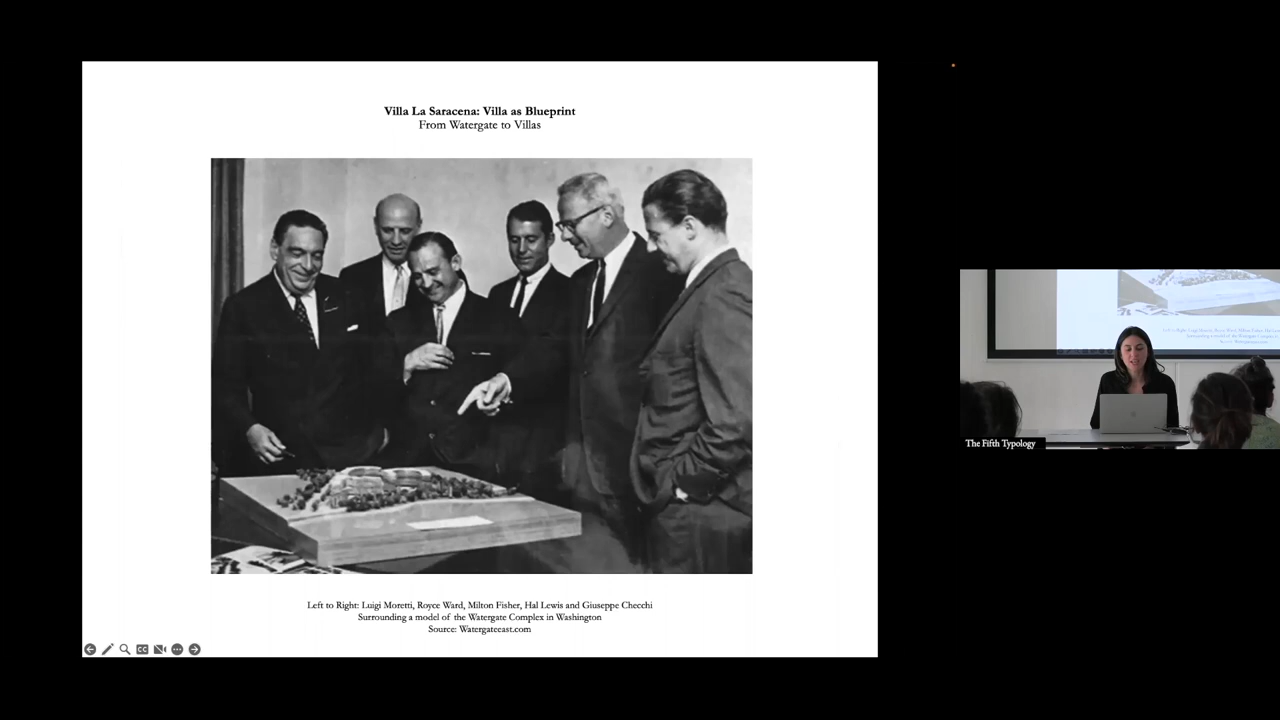 Villa La Saracena: Villa as Blueprint
From Watergate to Villas
Left to Right: Luigi Moretti, Royce Ward, Milton Fisher, Hal Lewis and Giuseppe Checchi
Surrounding a model of the Watergate Complex in Washington
Source: Watergateeast.com
CC
The Fifth Typology